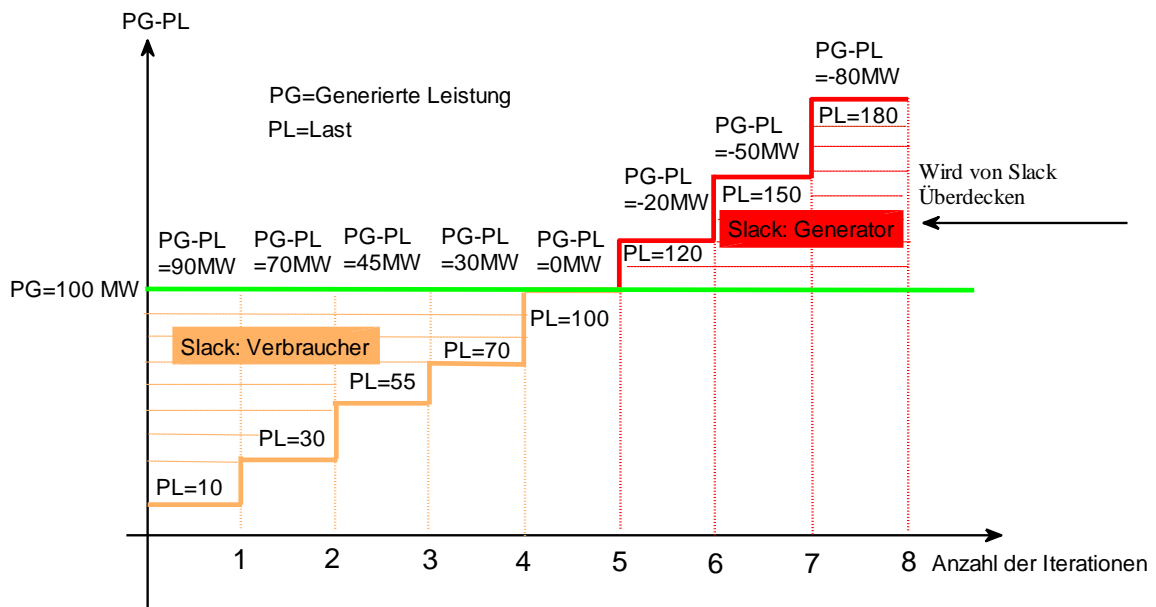 PG-PL
PG=Generierte Leistung
PL=Last
PG-PL
=90MW
PG-PL
=70MW
PG-PL
=45MW
PG-PL
=30MW
PG-PL
=0MW
PG-PL
=-20MW
PG-PL
=-50MW
PG-PL
=-80MW
PL=180
PL=150
PL=120
Slack: Generator
Wird von Slack
Überdecken
PG=100 MW
PL=100
Slack: Verbraucher
PL=70
PL=55
PL=30
PL=10
1
2
3
4
5
6
7
8
Anzahl der Iterationen